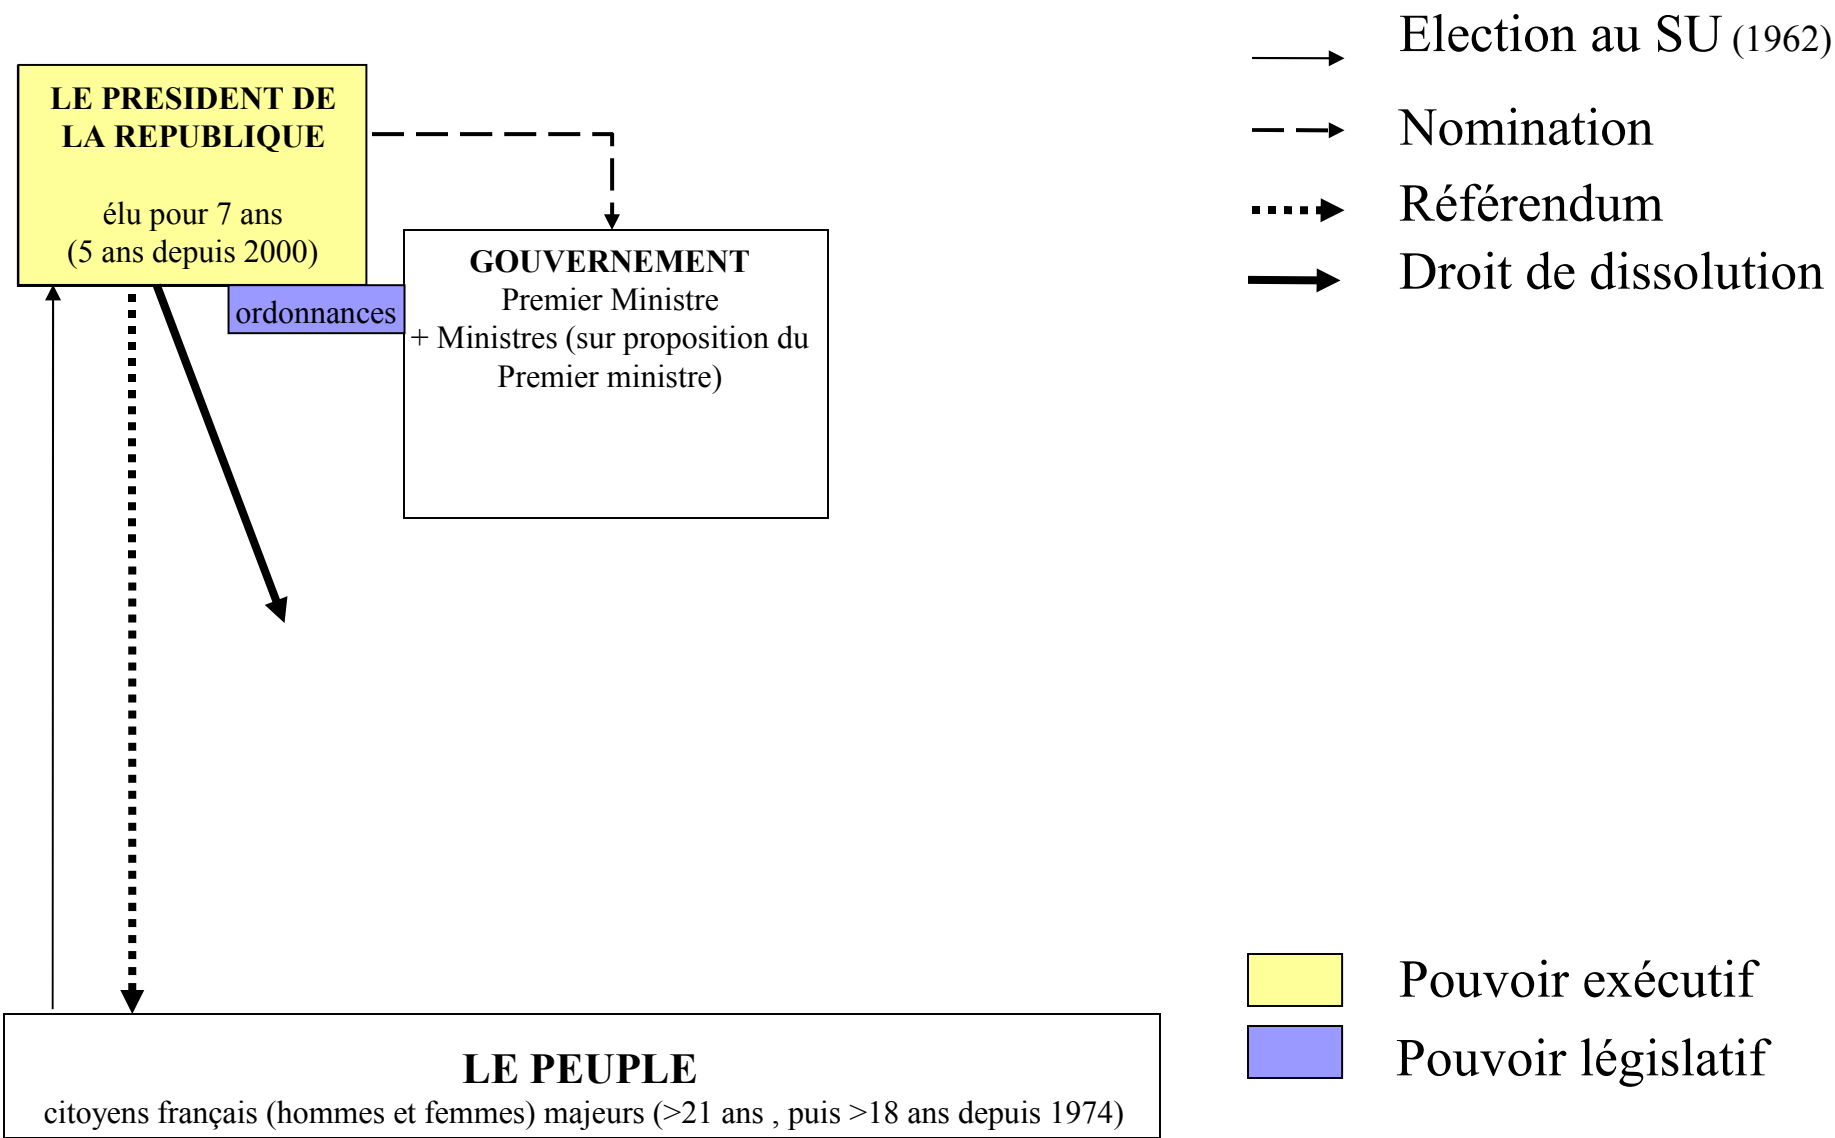 LE PRESIDENT DE
LA REPUBLIQUE
élu pour 7 ans
(5 ans depuis 2000)
ordonnances
GOUVERNEMENT
Premier Ministre
+ Ministres (sur proposition du
Premier ministre)
Election au SU (1962)
Nomination
Référendum
Droit de dissolution
Pouvoir exécutif
Pouvoir législatif
LE PEUPLE
citoyens français (hommes et femmes) majeurs (>21 ans , puis >18 ans depuis 1974)